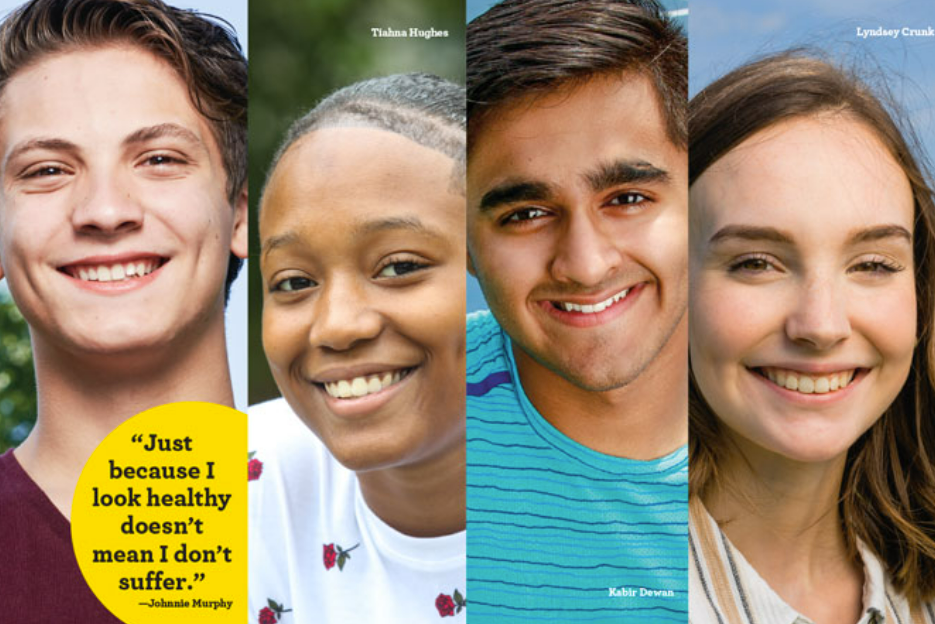 Tiahna Hughes
Lyndsey Crunk
“Just
because I
look healthy
doesn’t
mean I don’t
suffer.”
—Johnnie Murphy
Kabir Dewan